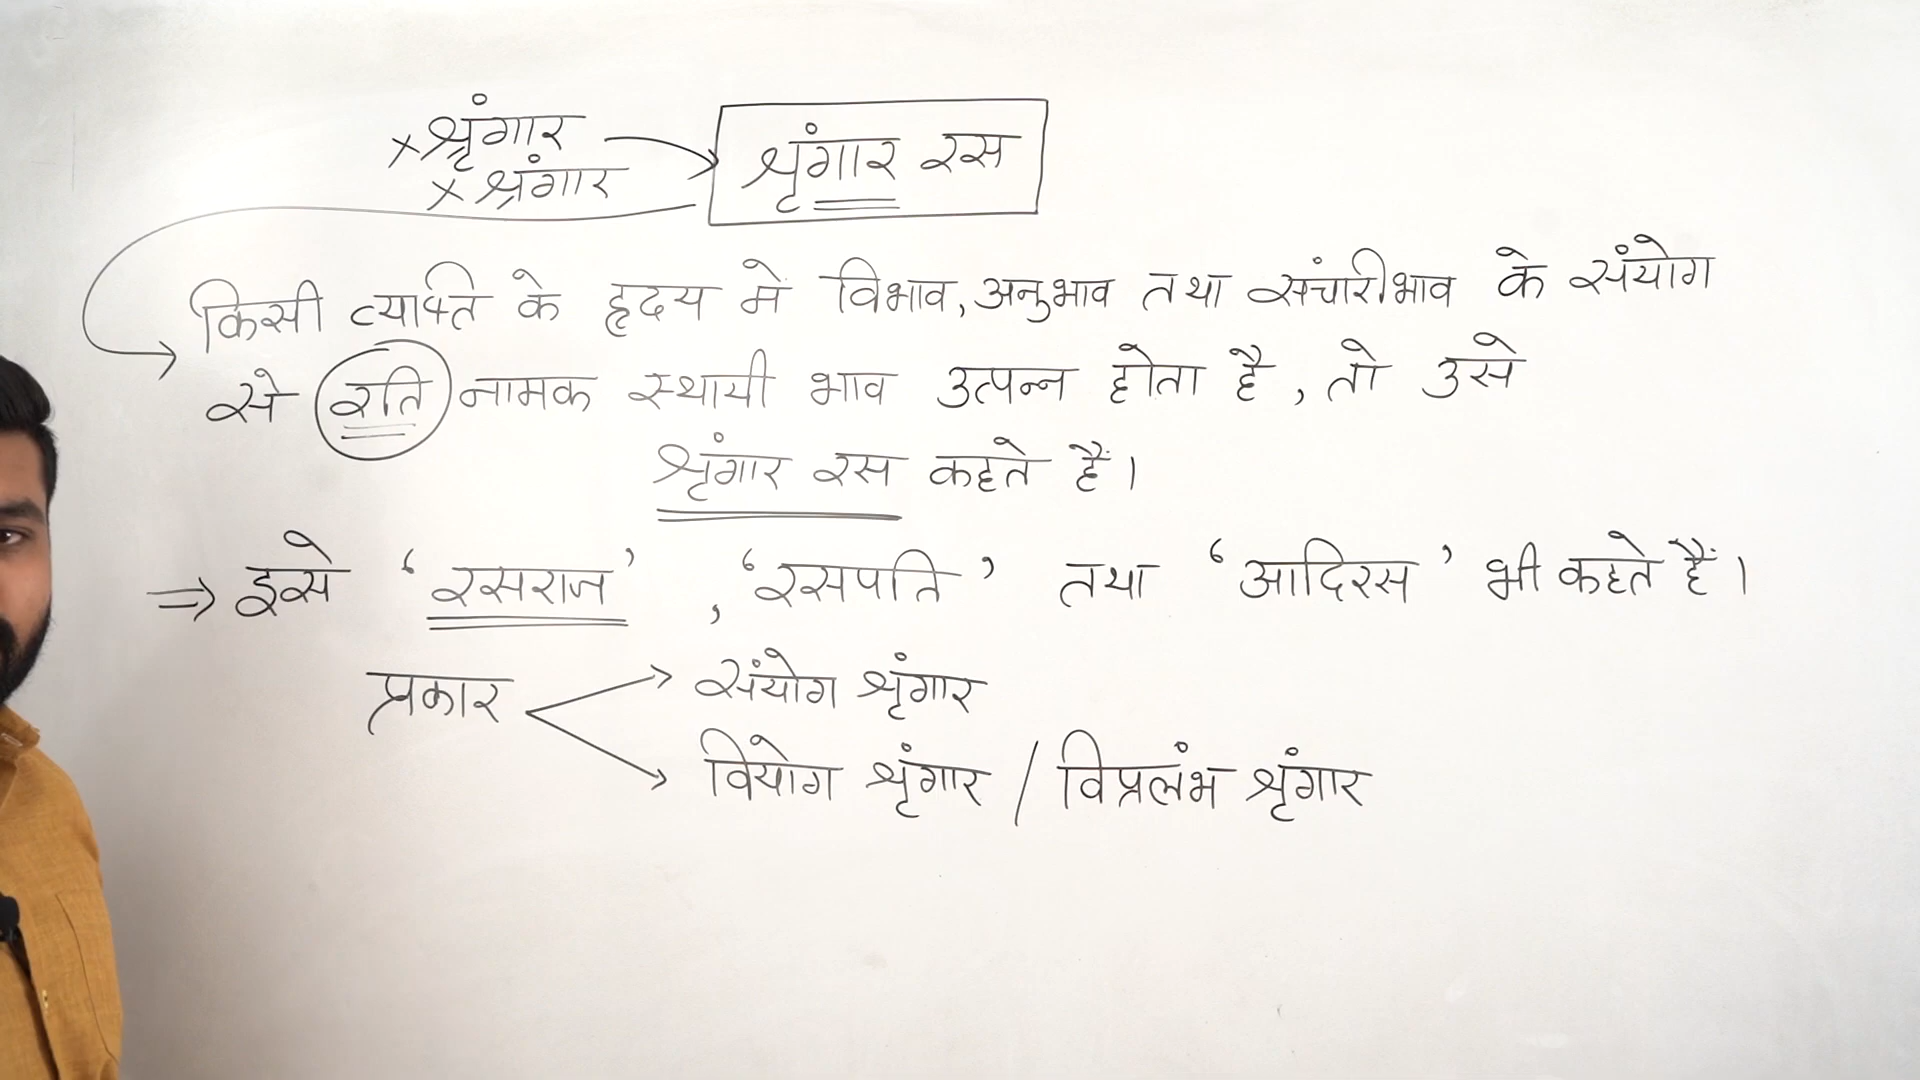 × श्रृंगार
× श्रंगार
शृंगार रस
किसी व्यक्ति के हृदय में विभाव, अनुभाव तथा संचारीभाव के संयोग
से रति नामक स्थायी भाव उत्पन्न होता है, तो उसे
शृंगार रस कहते हैं।
⇒ इसे ‘रसराज’, ‘रसपति’ तथा ‘आदिरस’ भी कहते हैं।
प्रकार → संयोग शृंगार
→ वियोग शृंगार / विप्रलंभ शृंगार